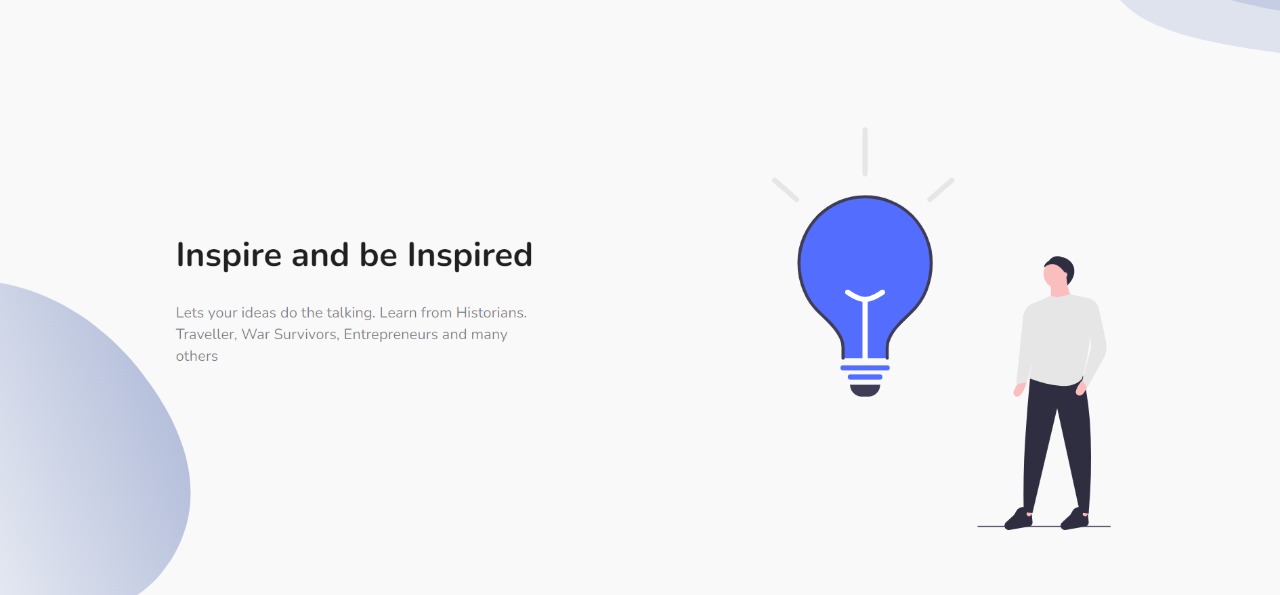 Inspire and be Inspired
Lets your ideas do the talking. Learn from Historians.
Traveller, War Survivors, Entrepreneurs and many
others